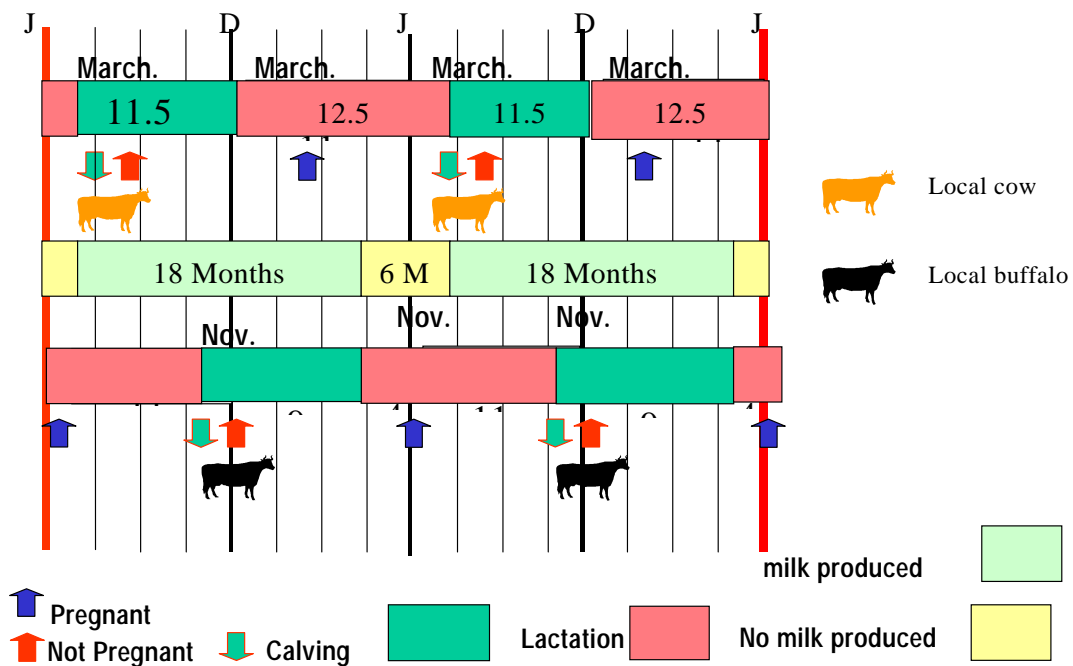 J D J D J
March. March. March. March.
11.5 12.5 11.5 12.5
Local cow
18 Months 6 M 18 Months
Local buffalo
Nov. Nov. Nov.
milk produced
Pregnant
Not Pregnant Calving Lactation No milk produced